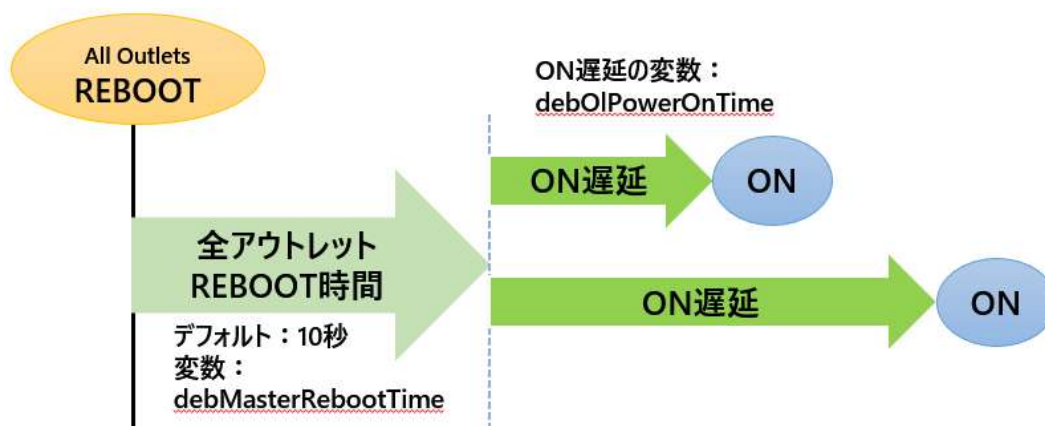 All Outlets
REBOOT
ON遅延の変数：
debOlPowerOnTime
ON遅延
ON
全アウトレット
REBOOT時間
ON遅延
ON
デフォルト：10秒
変数：
debMasterRebootTime